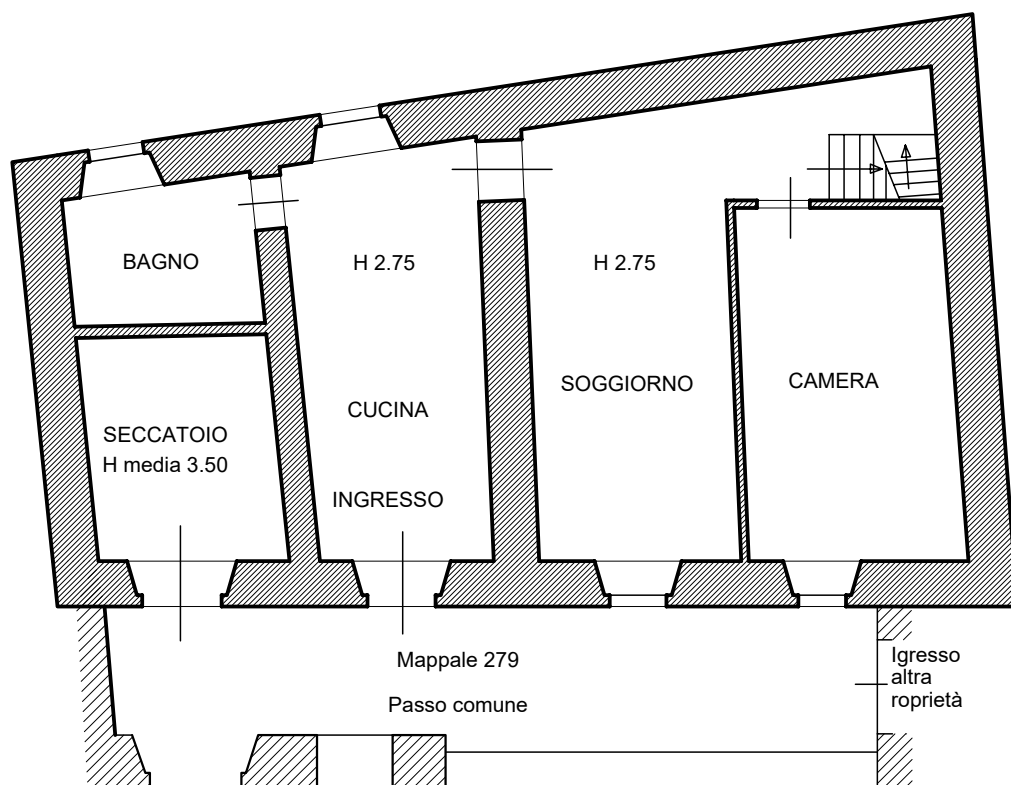 BAGNO
H 2.75
H 2.75
SOGGIORNO
CAMERA
CUCINA
SECCATOIO
H media 3.50
INGRESSO
Mappale 279
Passo comune
Igresso
altra
roprietà